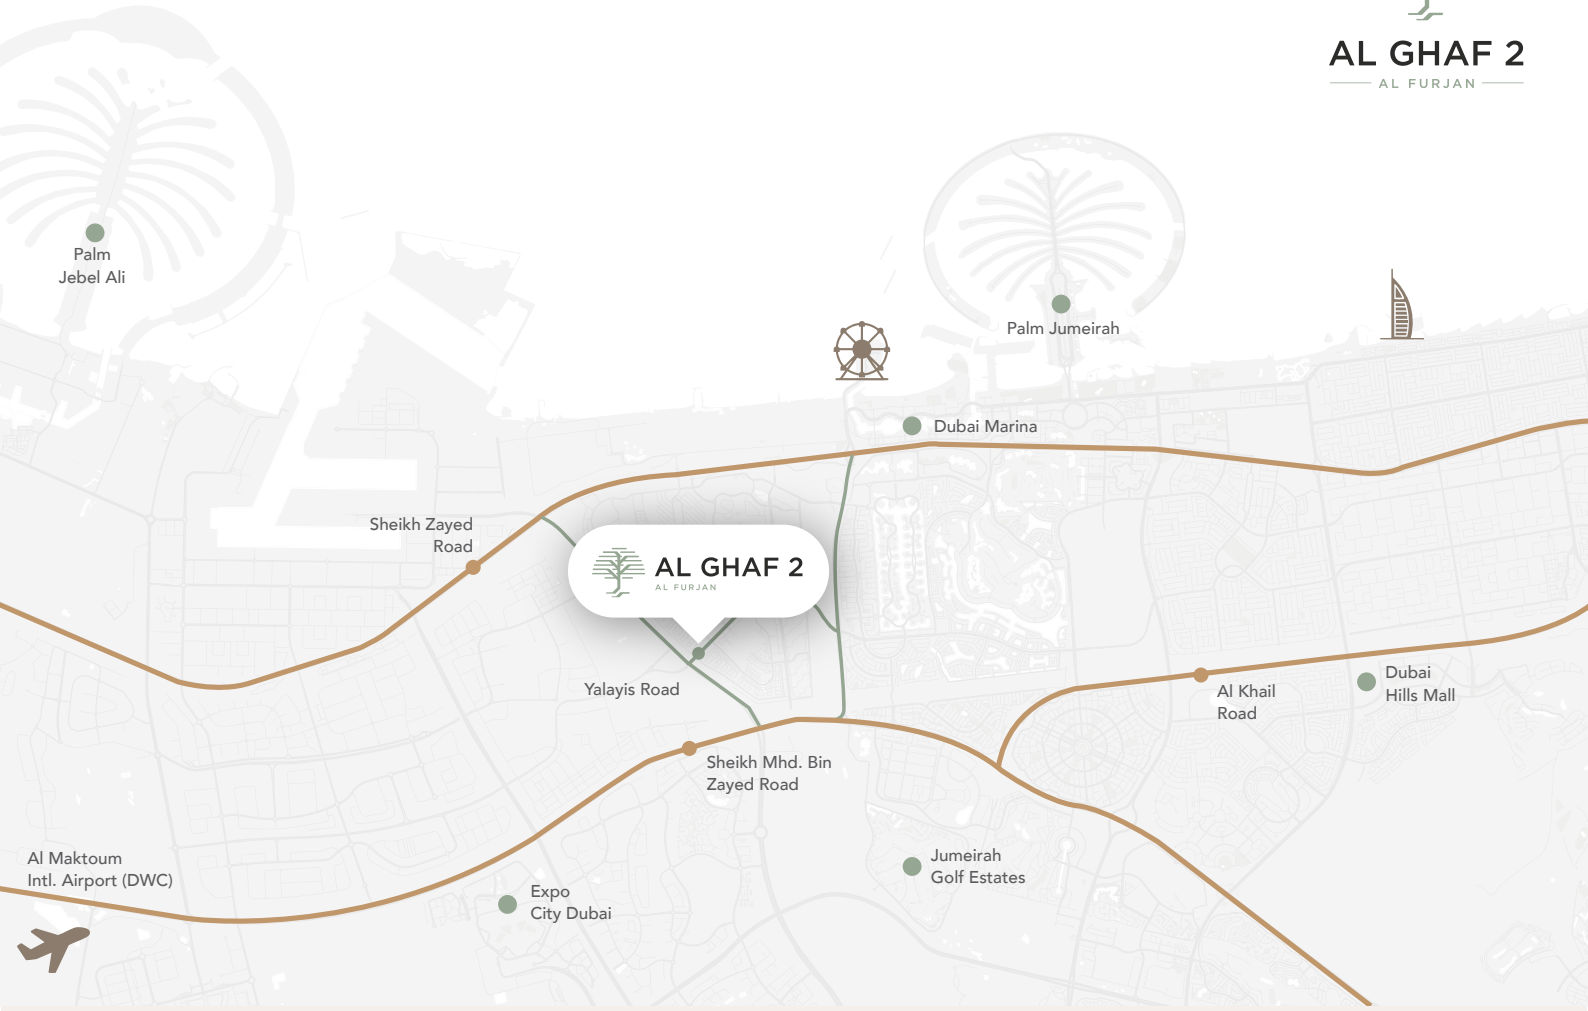 AL GHAF 2
AL FURJAN
Palm
Jebel Ali
Palm Jumeirah
Dubai Marina
Sheikh Zayed
Road
AL GHAF 2
AL FURJAN
Yalayis Road
Dubai
Hills Mall
Al Khail
Road
Sheikh Mhd. Bin
Zayed Road
Al Maktoum
Intl. Airport (DWC)
Jumeirah
Golf Estates
Expo
City Dubai